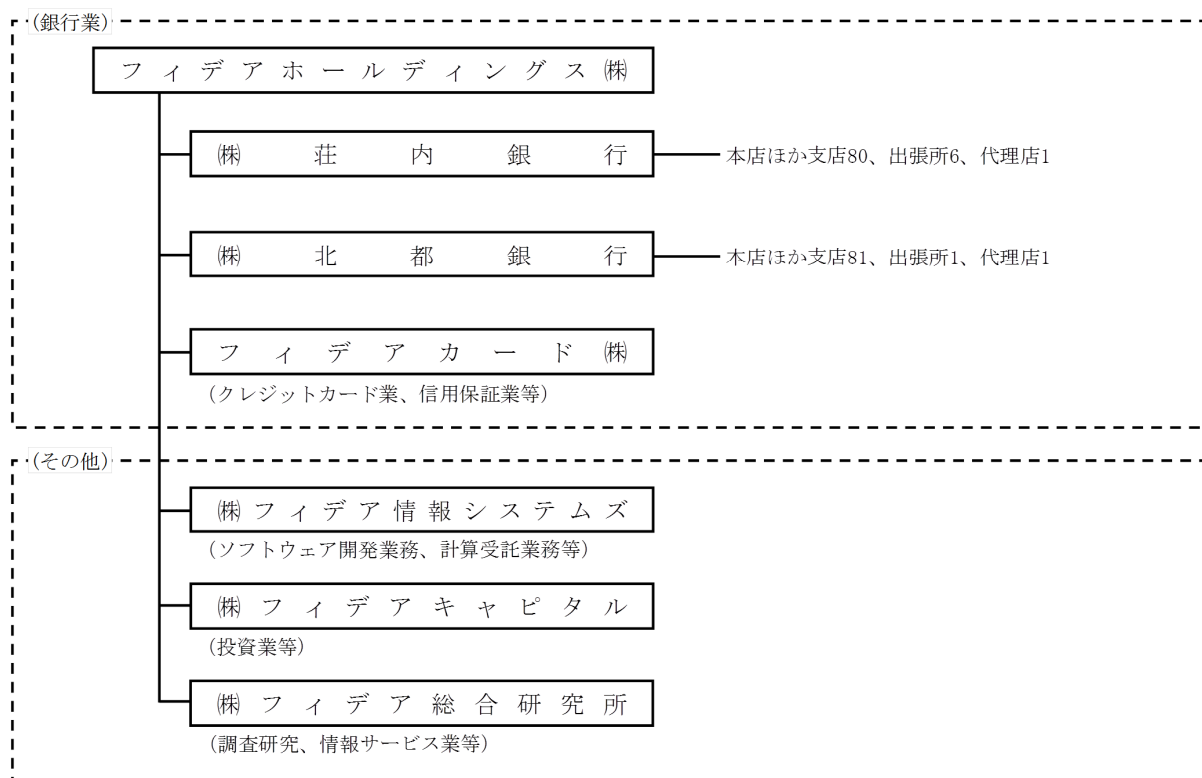 (銀行業)
フィデアホールディングス㈱
㈱荘内銀行
本店ほか支店80、出張所6、代理店1
㈱北都銀行
本店ほか支店81、出張所1、代理店1
フィデアカード㈱
(クレジットカード業、信用保証業等)
(その他)
㈱フィデア情報システムズ
(ソフトウェア開発業務、計算受託業務等)
㈱フィデアキャピタル
(投資業等)
㈱フィデア総合研究所
(調査研究、情報サービス業等)